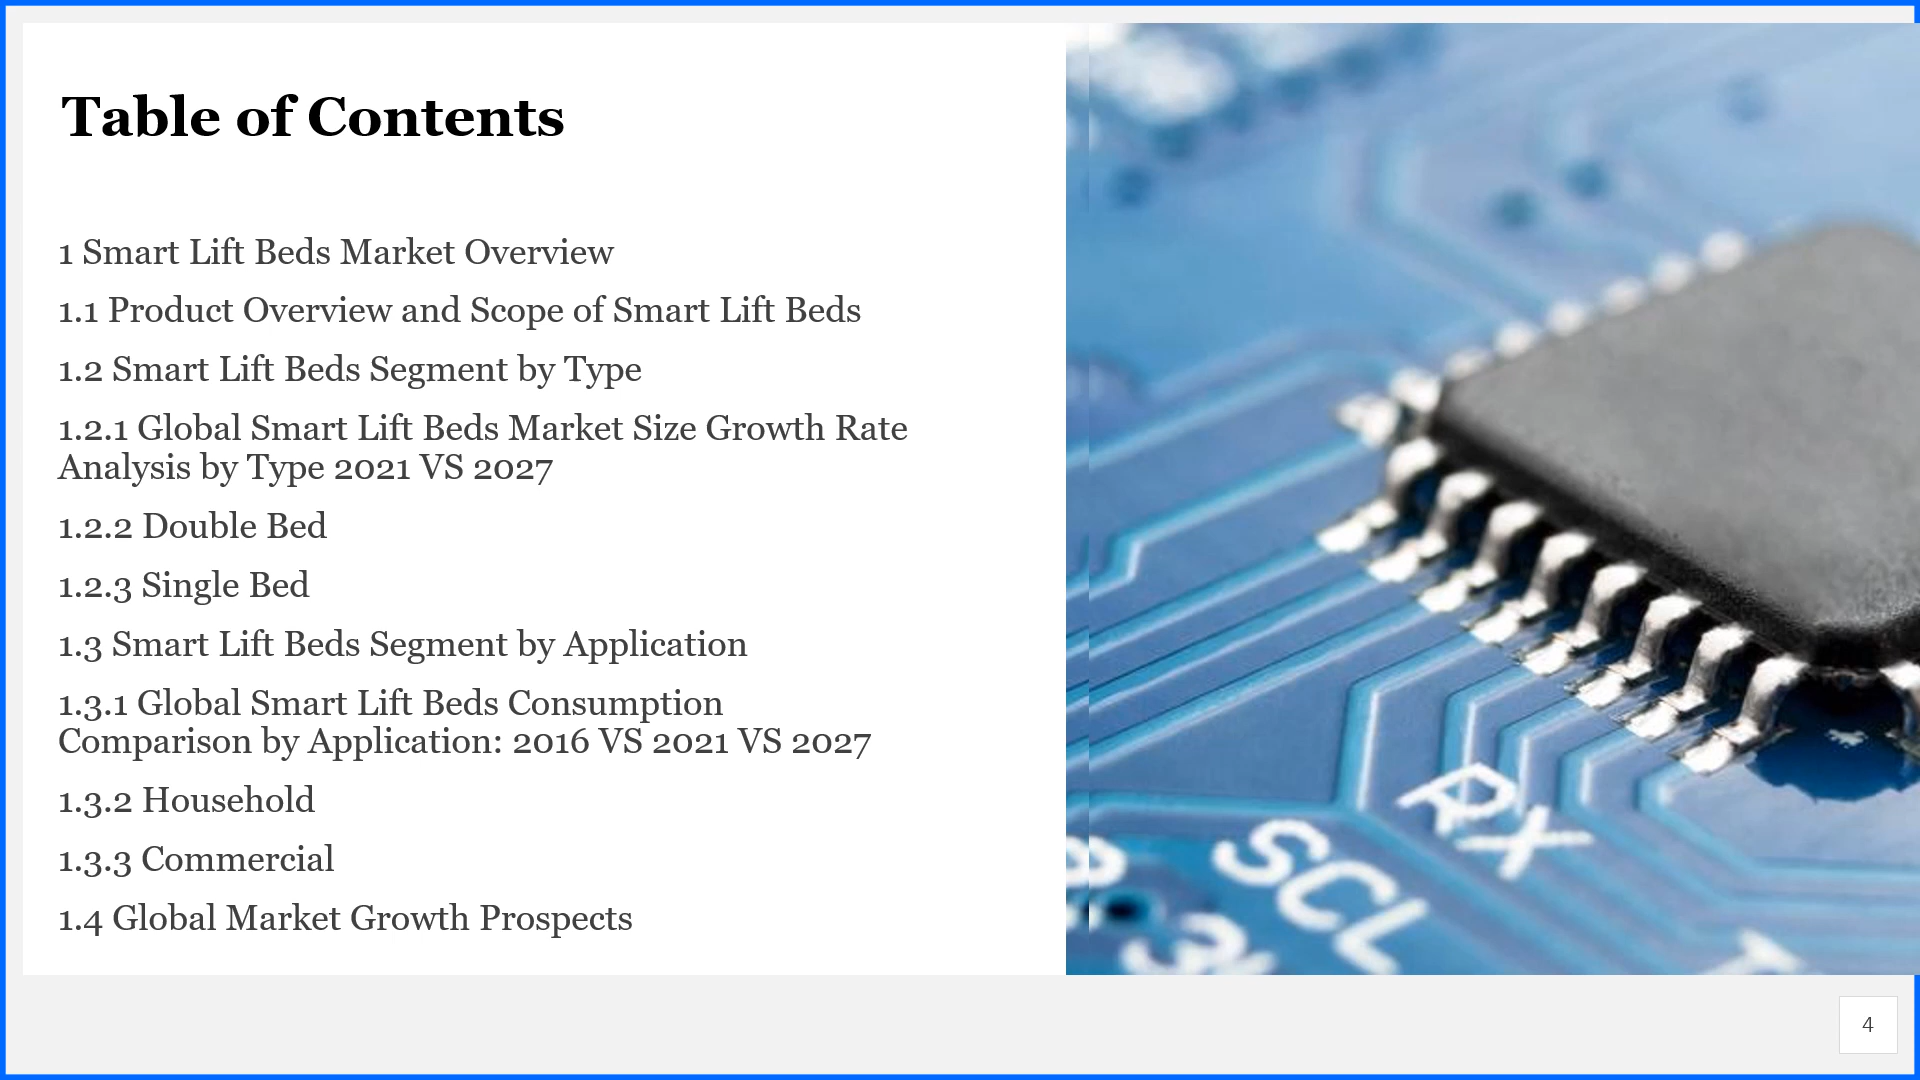 Table of Contents
1 Smart Lift Beds Market Overview
1.1 Product Overview and Scope of Smart Lift Beds
1.2 Smart Lift Beds Segment by Type
1.2.1 Global Smart Lift Beds Market Size Growth Rate
Analysis by Type 2021 VS 2027
1.2.2 Double Bed
1.2.3 Single Bed
1.3 Smart Lift Beds Segment by Application
1.3.1 Global Smart Lift Beds Consumption
Comparison by Application: 2016 VS 2021 VS 2027
1.3.2 Household
1.3.3 Commercial
1.4 Global Market Growth Prospects
RX
SCL
4